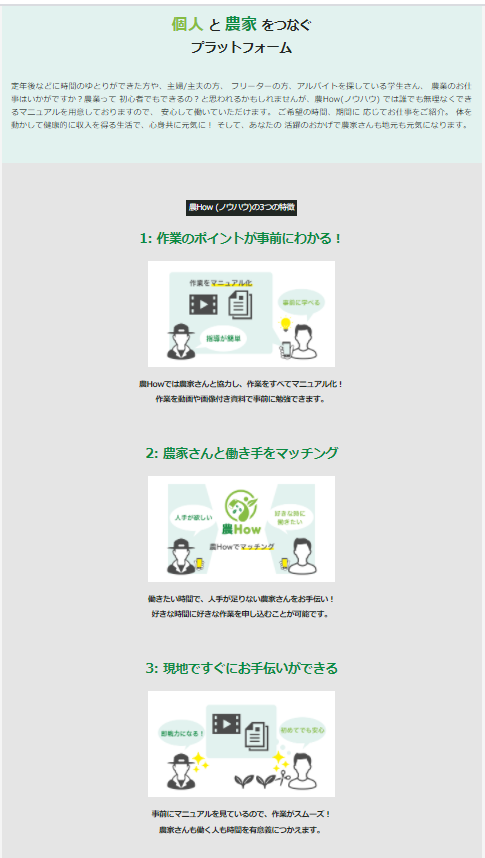 個人 と 農家 をつなぐ
プラットフォーム
定年後などに時間のゆとりができた方や、主婦/主夫の方、 フリーターの方、アルバイトを探している学生さん、 農業のお仕
事はいかがですか？農業って 初心者でもできるの？と思われるかもしれませんが、農How(ノウハウ) では誰でも無理なくでき
るマニュアルを用意しておりますので、 安心して働いていただけます。 ご希望の時間、期間に 応じてお仕事をご紹介。 体を
動かして健康的に収入を得る生活で、心身共に元気に！ そして、あなたの 活躍のおかげで農家さんも地元も元気になります。
農How (ノウハウ)の3つの特徴
1: 作業のポイントが事前にわかる！
作業をマニュアル化
事前に学べる
指導が簡単
農Howでは農家さんと協力し、作業をすべてマニュアル化！
作業を動画や画像付き資料で事前に勉強できます。
2: 農家さんと働き手をマッチング
人手が欲しい
好きな時に
働きたい
農How
農Howでマッチング
働きたい時間で、人手が足りない農家さんをお手伝い！
好きな時間に好きな作業を申し込むことが可能です。
3: 現地ですぐにお手伝いができる
即戦力になる！
初めてでも安心
事前にマニュアルを見ているので、作業がスムーズ！
農家さんも働く人も時間を有意義につかえます。